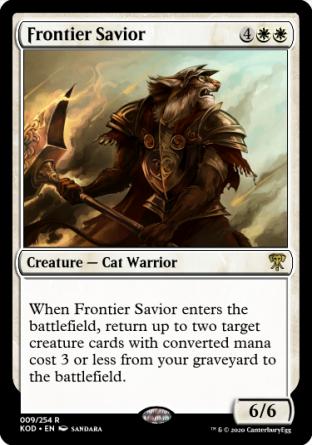 Frontier Savior 4
Creature — Cat Warrior
When Frontier Savior enters the
battlefield, return up to two target
creature cards with converted mana
cost 3 or less from your graveyard to
the battlefield.
6/6
009/254 R
KOD • EN SANDARA
™ & © 2020 CanterburyEgg